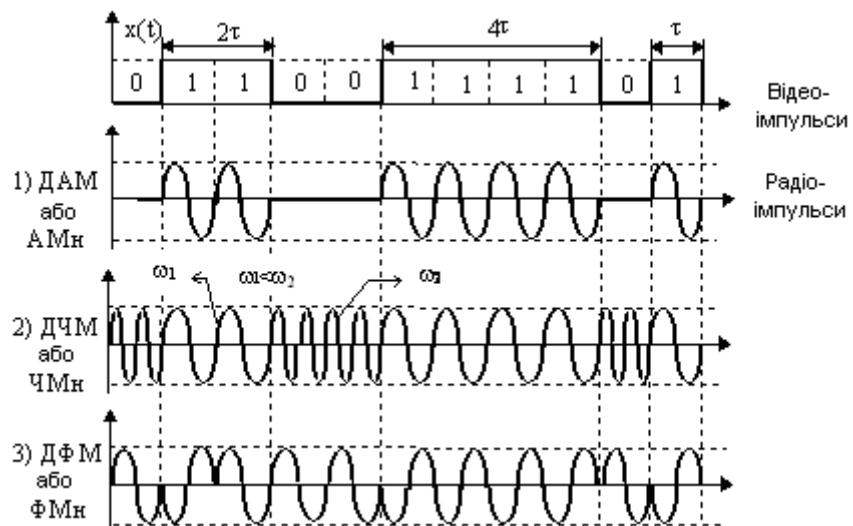 x(t) 2τ 4τ τ
0 1 1 0 0 1 1 1 1 0 1
Відео-
імпульси
1) ДАМ
або
АМн
Радіо-
імпульси
ω1 ω1<ω2
2) ДЧМ
або
ЧМн
3) ДФМ
або
ФМн